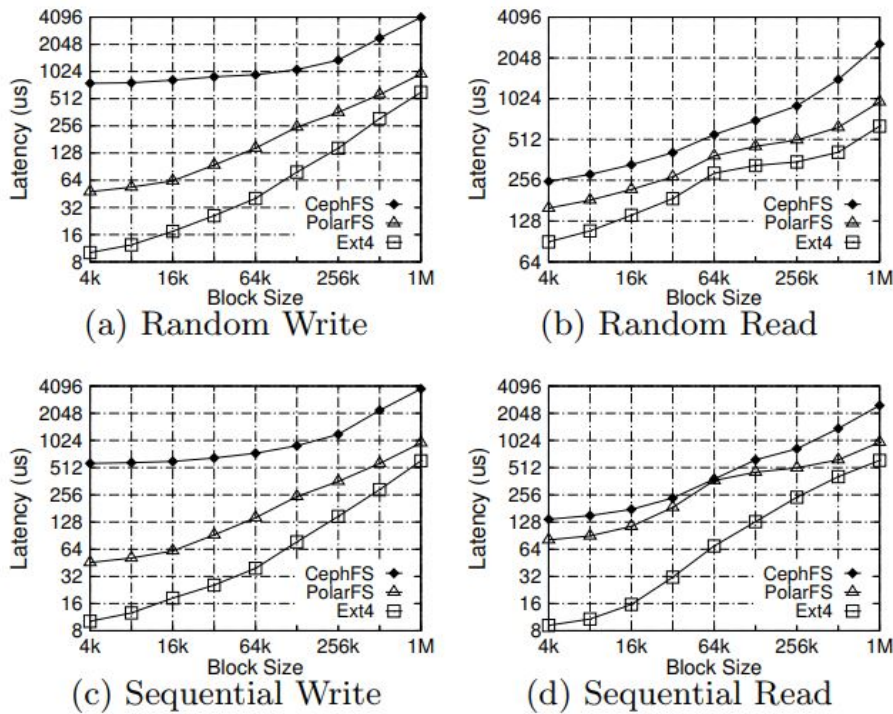 4096
2048
1024
512
256
128
64
32
16
8
Latency (us)
CephFS
PolarFS
Ext4
4k 16k 64k 256k 1M
Block Size
(a) Random Write
4096
2048
1024
512
256
128
64
Latency (us)
CephFS
PolarFS
Ext4
4k 16k 64k 256k 1M
Block Size
(b) Random Read
4096
2048
1024
512
256
128
64
32
16
8
Latency (us)
CephFS
PolarFS
Ext4
4k 16k 64k 256k 1M
Block Size
(c) Sequential Write
4096
2048
1024
512
256
128
64
32
16
8
Latency (us)
CephFS
PolarFS
Ext4
4k 16k 64k 256k 1M
Block Size
(d) Sequential Read